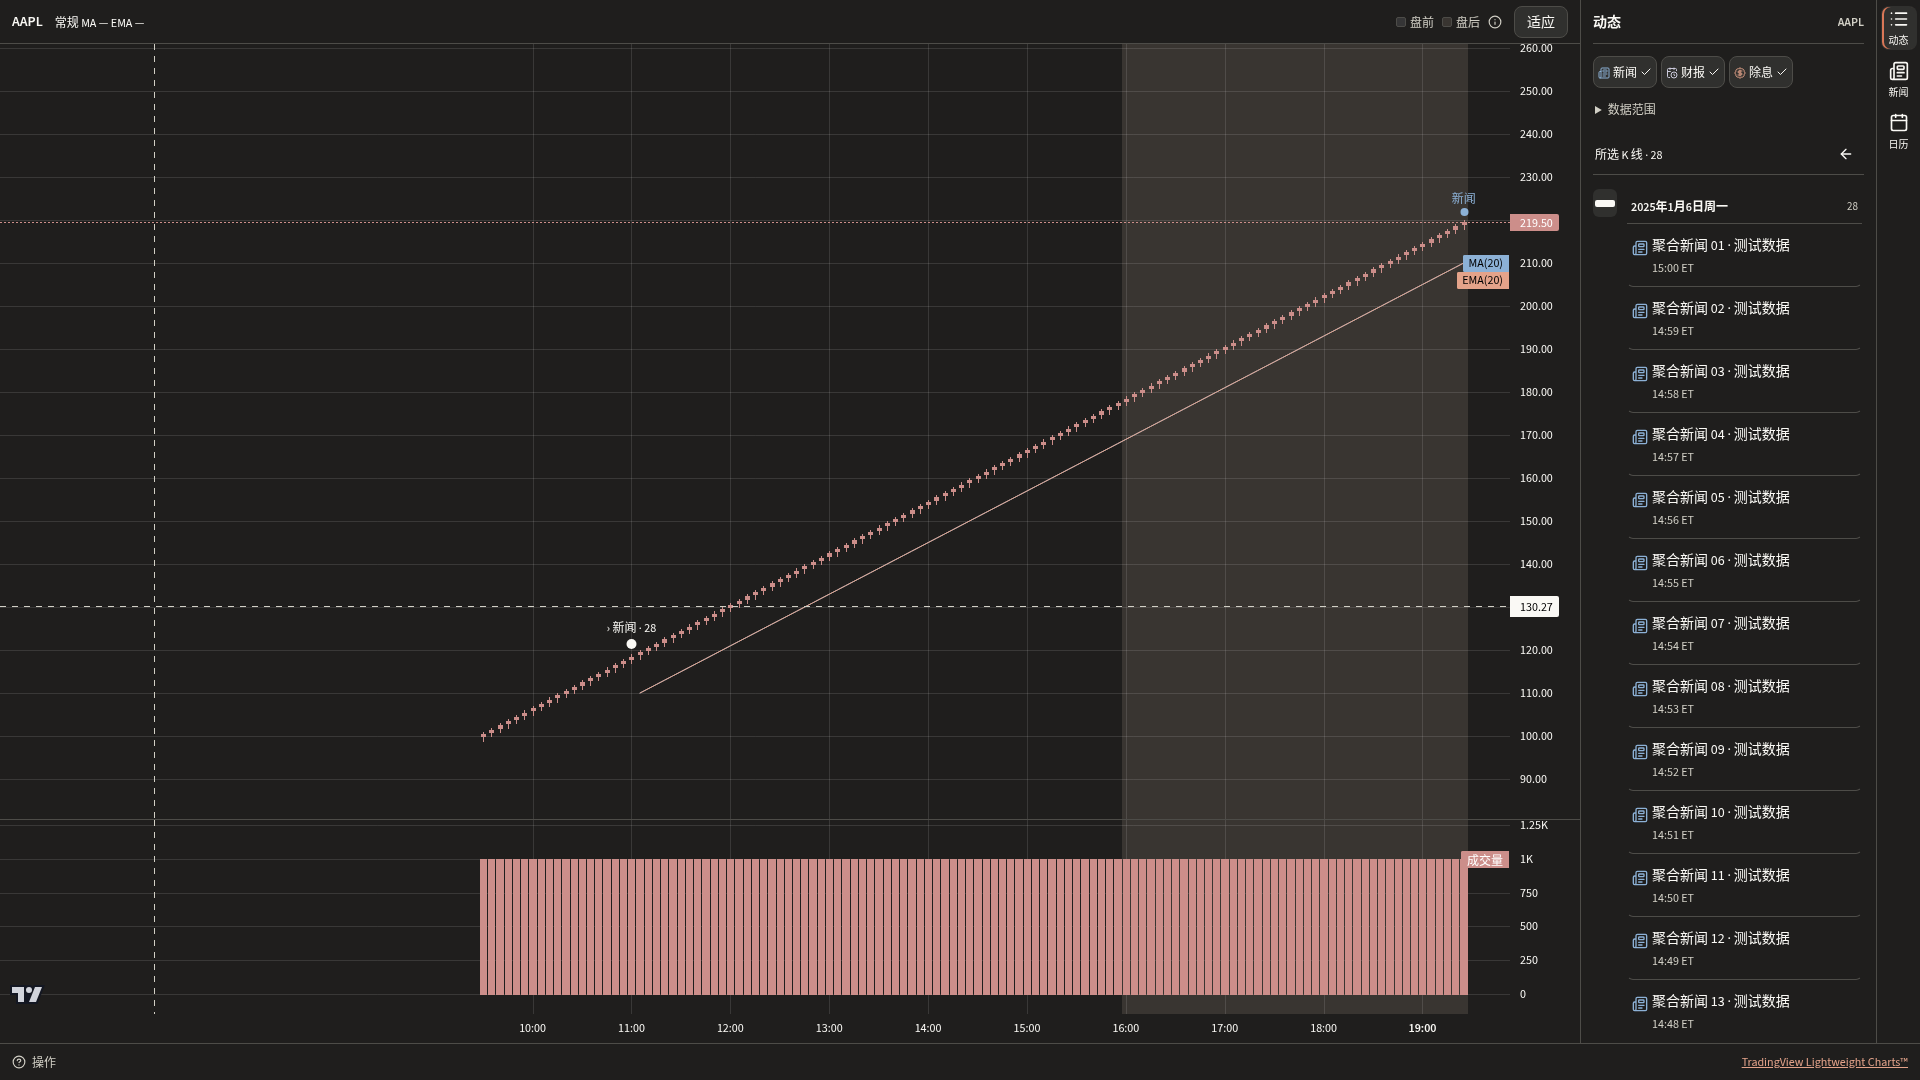 AAPL 常规 MA — EMA —
盘前 盘后 适应
260.00
250.00
240.00
230.00
新闻
219.50
MA(20) 210.00
EMA(20)
200.00
190.00
180.00
170.00
160.00
150.00
140.00
130.27
› 新闻 · 28
120.00
110.00
100.00
90.00
1.25K
成交量 1K
750
500
250
0
10:00 11:00 12:00 13:00 14:00 15:00 16:00 17:00 18:00 19:00
操作
TradingView Lightweight Charts™
动态 AAPL
新闻 财报 除息
数据范围
所选 K 线 · 28
2025年1月6日周一 28
聚合新闻 01 · 测试数据
15:00 ET
聚合新闻 02 · 测试数据
14:59 ET
聚合新闻 03 · 测试数据
14:58 ET
聚合新闻 04 · 测试数据
14:57 ET
聚合新闻 05 · 测试数据
14:56 ET
聚合新闻 06 · 测试数据
14:55 ET
聚合新闻 07 · 测试数据
14:54 ET
聚合新闻 08 · 测试数据
14:53 ET
聚合新闻 09 · 测试数据
14:52 ET
聚合新闻 10 · 测试数据
14:51 ET
聚合新闻 11 · 测试数据
14:50 ET
聚合新闻 12 · 测试数据
14:49 ET
聚合新闻 13 · 测试数据
14:48 ET
动态
新闻
日历